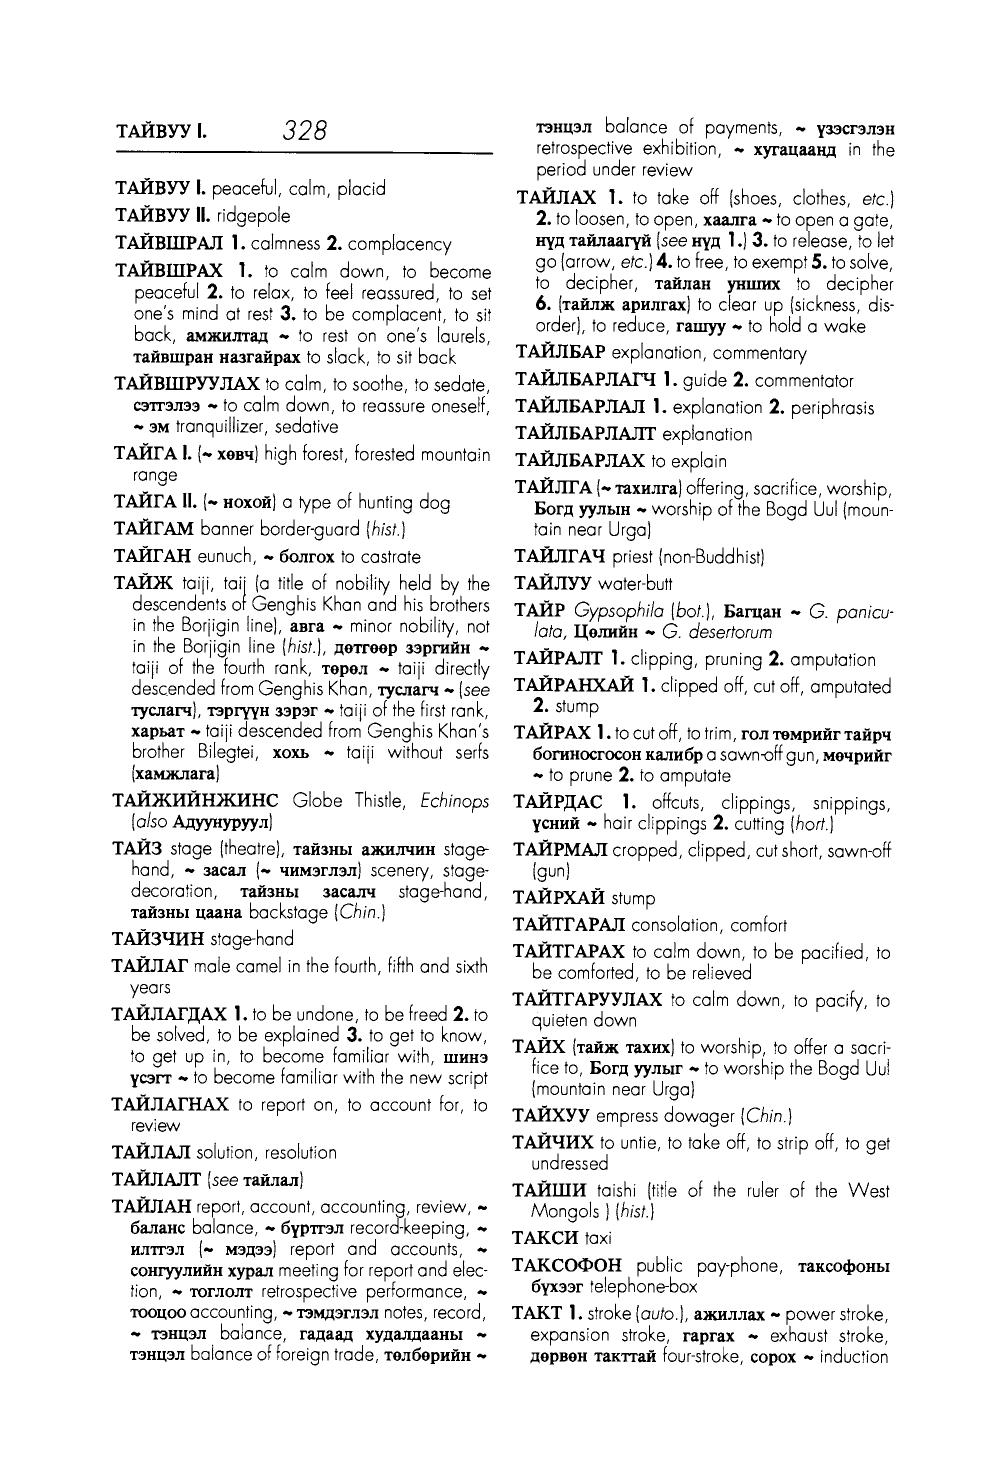 ТАЙВУУ I. 328
ТАЙВУУ I. peaceful, calm, placid
ТАЙВУУ II. ridgepole
ТАЙВШРАЛ 1. calmness 2. complacency
ТАЙВШРАХ 1. to calm down, to become
peaceful 2. to relax, to feel reassured, to set
one's mind at rest 3. to be complacent, to sit
back, амжилтад ~ to rest on one's laurels,
тайвшран назгайрах to slack, to sit back
ТАЙВШРУУЛАХ to calm, to soothe, to sedate,
сэтгэлээ ~ to calm down, to reassure oneself,
~ эм tranquillizer, sedative
ТАЙГА I. (~ хөвч) high forest, forested mountain
range
ТАЙГА II. (~ нохой) a type of hunting dog
ТАЙГАМ banner border-guard (hist.)
ТАЙГАН eunuch, ~ болгох to castrate
ТАЙЖ taiji, taij (a title of nobility held by the
descendents of Genghis Khan and his brothers
in the Borjigin line), авга ~ minor nobility, not
in the Borjigin line (hist.), дөтгөөр зэргийн ~
taiji of the fourth rank, төрөл ~ taiji directly
descended from Genghis Khan, туслагч ~ (see
туслагч), тэргүүн зэрэг ~ taiji of the first rank,
харьат ~ taiji descended from Genghis Khan's
brother Bilegtei, хохь ~ taiji without serfs
(хамжлага)
ТАЙЖИЙНЖИНС Globe Thistle, Echinops
(also Адуунуруул)
ТАЙЗ stage (theatre), тайзны ажилчин stage-
hand, ~ засал (~ чимэглэл) scenery, stage-
decoration, тайзны засалч stage-hand,
тайзны цаана backstage (Chin.)
ТАЙЗЧИН stage-hand
ТАЙЛАГ male camel in the fourth, fifth and sixth
years
ТАЙЛАГДАХ 1. to be undone, to be freed 2. to
be solved, to be explained 3. to get to know,
to get up in, to become familiar with, шинэ
үсэгт ~ to become familiar with the new script
ТАЙЛАГНАХ to report on, to account for, to
review
ТАЙЛАЛ solution, resolution
ТАЙЛАЛТ (see тайлал)
ТАЙЛАН report, account, accounting, review, ~
баланс balance, ~ бүртгэл record-keeping, ~
илтгэл (~ мэдээ) report and accounts, ~
сонгуулийн хурал meeting for report and elec-
tion, ~ тоглолт retrospective performance, ~
тооцоо accounting, ~ тэмдэглэл notes, record,
~ тэнцэл balance, гадаад худалдааны ~
тэнцэл balance of foreign trade, төлбөрийн ~
тэнцэл balance of payments, ~ үзэсгэлэн
retrospective exhibition, ~ хугацаанд in the
period under review
ТАЙЛАХ 1. to take off (shoes, clothes, etc.)
2. to loosen, to open, хаалга ~ to open a gate,
нүд тайлаагүй (see нүд 1.) 3. to release, to let
go (arrow, etc.) 4. to free, to exempt 5. to solve,
to decipher, тайлан унших to decipher
6. (тайлж арилгах) to clear up (sickness, dis-
order), to reduce, гашуу ~ to hold a wake
ТАЙЛБАР explanation, commentary
ТАЙЛБАРЛАГЧ 1. guide 2. commentator
ТАЙЛБАРЛАЛ 1. explanation 2. periphrasis
ТАЙЛБАРЛАЛТ explanation
ТАЙЛБАРЛАХ to explain
ТАЙЛГА (~ тахилга) offering, sacrifice, worship,
Богд уулын ~ worship of the Bogd Uul (moun-
tain near Urga)
ТАЙЛГАЧ priest (non-Buddhist)
ТАЙЛУУ water-butt
ТАЙР Gypsophila (bot.), Багцан ~ G. panicu-
lata, Цөлийн ~ G. desertorum
ТАЙРАЛТ 1. clipping, pruning 2. amputation
ТАЙРАНХАЙ 1. clipped off, cut off, amputated
2. stump
ТАЙРАХ 1. to cut off, to trim, гол төмрийг тайрч
богиносгосон калибр a sawn-off gun, мөчрийг
~ to prune 2. to amputate
ТАЙРДАС 1. offcuts, clippings, snippings,
үсний ~ hair clippings 2. cutting (hort.)
ТАЙРМАЛ cropped, clipped, cut short, sawn-off
(gun)
ТАЙРХАЙ stump
ТАЙТГАРАЛ consolation, comfort
ТАЙТГАРАХ to calm down, to be pacified, to
be comforted, to be relieved
ТАЙТГАРУУЛАХ to calm down, to pacify, to
quieten down
ТАЙХ (тайж тахих) to worship, to offer a sacri-
fice to, Богд уулыг ~ to worship the Bogd Uul
(mountain near Urga)
ТАЙХУУ empress dowager (Chin.)
ТАЙЧИХ to untie, to take off, to strip off, to get
undressed
ТАЙШИ taishi (title of the ruler of the West
Mongols ) (hist.)
ТАКСИ taxi
ТАКСОФОН public pay-phone, таксофоны
бүхээг telephone-box
ТАКТ 1. stroke (auto.), ажиллах ~ power stroke,
expansion stroke, гаргах ~ exhaust stroke,
дөрвөн такттай four-stroke, сорох ~ induction